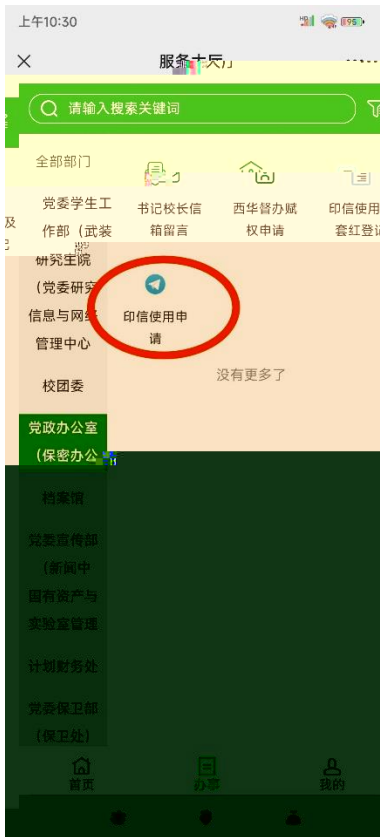 上午10:30
服务大厅
请输入搜索关键词
全部部门
党委学生工
作部（武装
书记校长信
箱留言
西华督办赋
权申请
印信使用
套红登记
及
研究生院
（党委研究
信息与网络
管理中心
印信使用申
请
没有更多了
校团委
党政办公室
（保密办公
档案馆
党委宣传部
（新闻中
国有资产与
实验室管理
计划财务处
党委保卫部
（保卫处）
首页
办事
我的